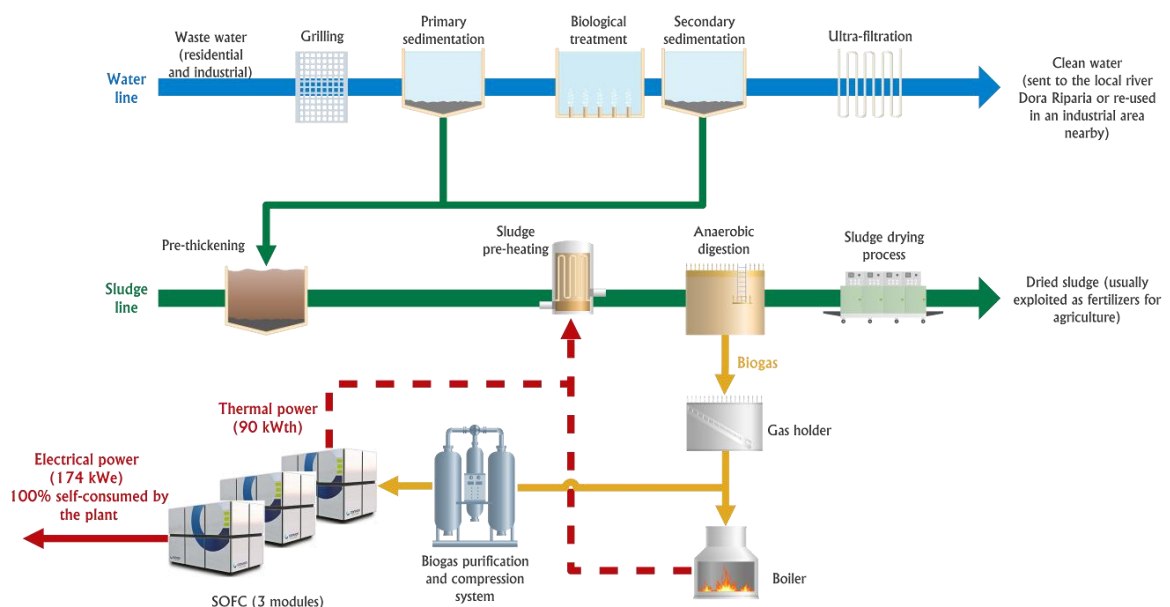 Waste water
(residential
and industrial)
Grilling
Primary
sedimentation
Biological
treatment
Secondary
sedimentation
Ultra-filtration
Water
line
Clean water
(sent to the local river
Dora Riparia or re-used
in an industrial area
nearby)
Pre-thickening
Sludge
pre-heating
Anaerobic
digestion
Sludge drying
process
Sludge
line
Dried sludge (usually
exploited as fertilizers for
agriculture)
Biogas
Thermal power
(90 kWth)
Gas holder
Electrical power
(174 kWe)
100% self-consumed by
the plant
Biogas purification
and compression
system
Boiler
SOFC (3 modules)